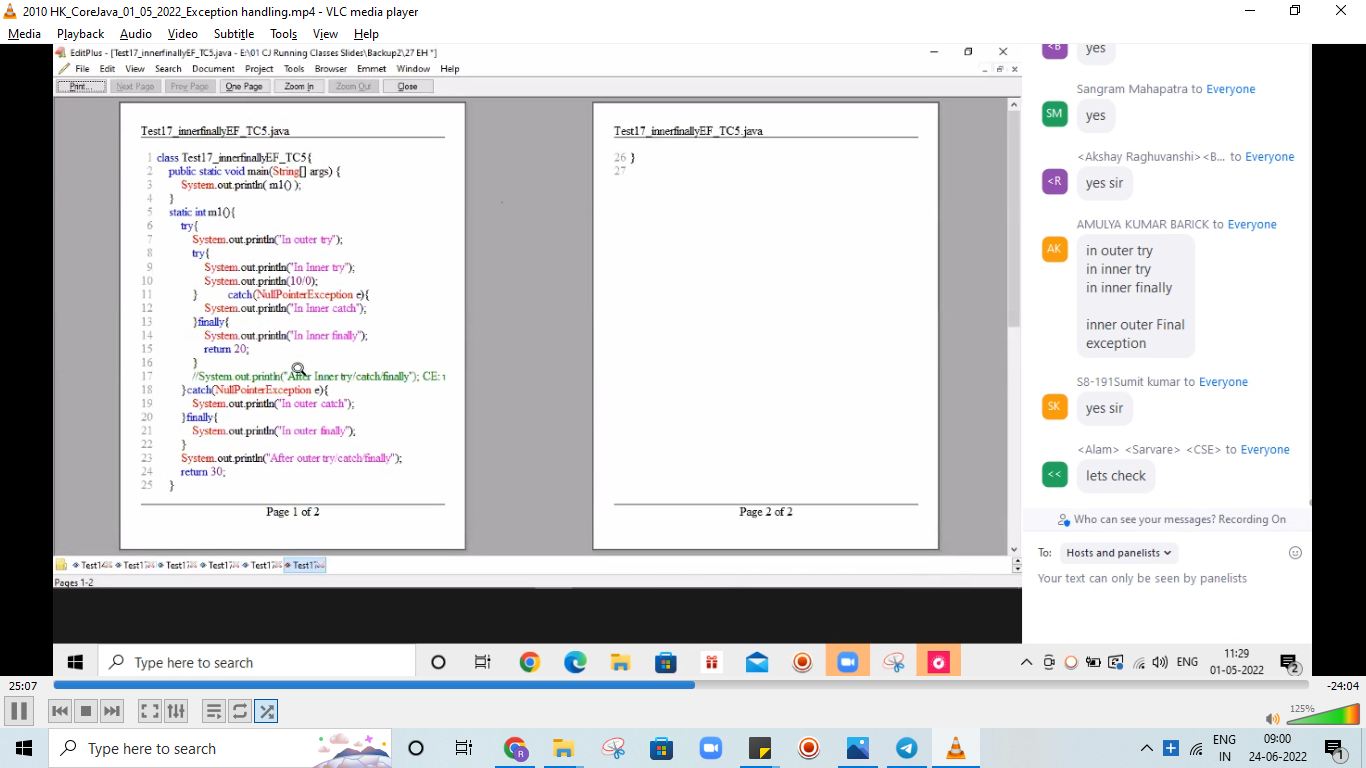 2010 HK_CoreJava_01_05_2022_Exception handling.mp4 - VLC media player
Media Playback Audio Video Subtitle Tools View Help
EditPlus - [Test17_innerfinallyEF_TC5.java - E:\01 CJ Running Classes Slides\Backup2\27 EH *]
File Edit View Search Document Project Tools Browser Emmet Window Help
Print... Next Page Prev Page One Page Zoom In Zoom Out Close
Test17_innerfinallyEF_TC5.java
1 class Test17_innerfinallyEF_TC5{
2 public static void main(String[] args) {
3 System.out.println( m1() );
4 }
5 static int m1(){
6 try{
7 System.out.println("In outer try");
8 try{
9 System.out.println("In Inner try");
10 System.out.println(10/0);
11 } catch(NullPointerException e){
12 System.out.println("In Inner catch");
13 }finally{
14 System.out.println("In Inner finally");
15 return 20;
16 }
17 //System.out.println("After Inner try/catch/finally"); CE:
18 }catch(NullPointerException e){
19 System.out.println("In outer catch");
20 }finally{
21 System.out.println("In outer finally");
22 }
23 System.out.println("After outer try/catch/finally");
24 return 30;
25 }
Page 1 of 2
Test17_innerfinallyEF_TC5.java
26 }
27
Page 2 of 2
Pages 1-2
<B yes
Sangram Mahapatra to Everyone
SM yes
<Akshay Raghuvanshi><B... to Everyone
<R yes sir
AMULYA KUMAR BARICK to Everyone
AK in outer try
in inner try
in inner finally
inner outer Final
exception
S8-191Sumit kumar to Everyone
SK yes sir
<Alam> <Sarvare> <CSE> to Everyone
<< lets check
Who can see your messages? Recording On
To: Hosts and panelists
Your text can only be seen by panelists
Type here to search
ENG
11:29
01-05-2022
2
25:07
-24:04
125%
Type here to search
R
ENG
IN
09:00
24-06-2022
1